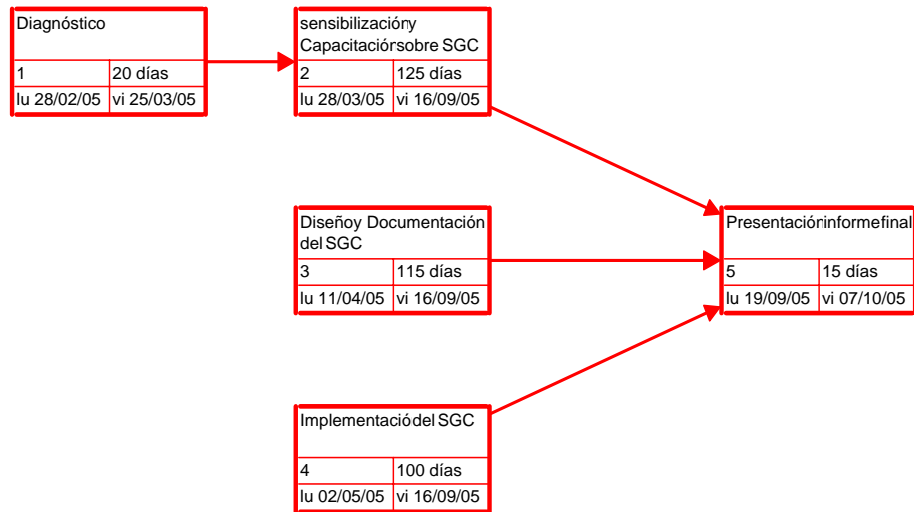 Diagnóstico
1 20 días
lu 28/02/05 vi 25/03/05
sensibilizacióny
Capacitaciórsobre SGC
2 125 días
lu 28/03/05 vi 16/09/05
Diseñoy Documentación
del SGC
3 115 días
lu 11/04/05 vi 16/09/05
Implementacióđel SGC
4 100 días
lu 02/05/05 vi 16/09/05
Presentacióninformefinal
5 15 días
lu 19/09/05 vi 07/10/05